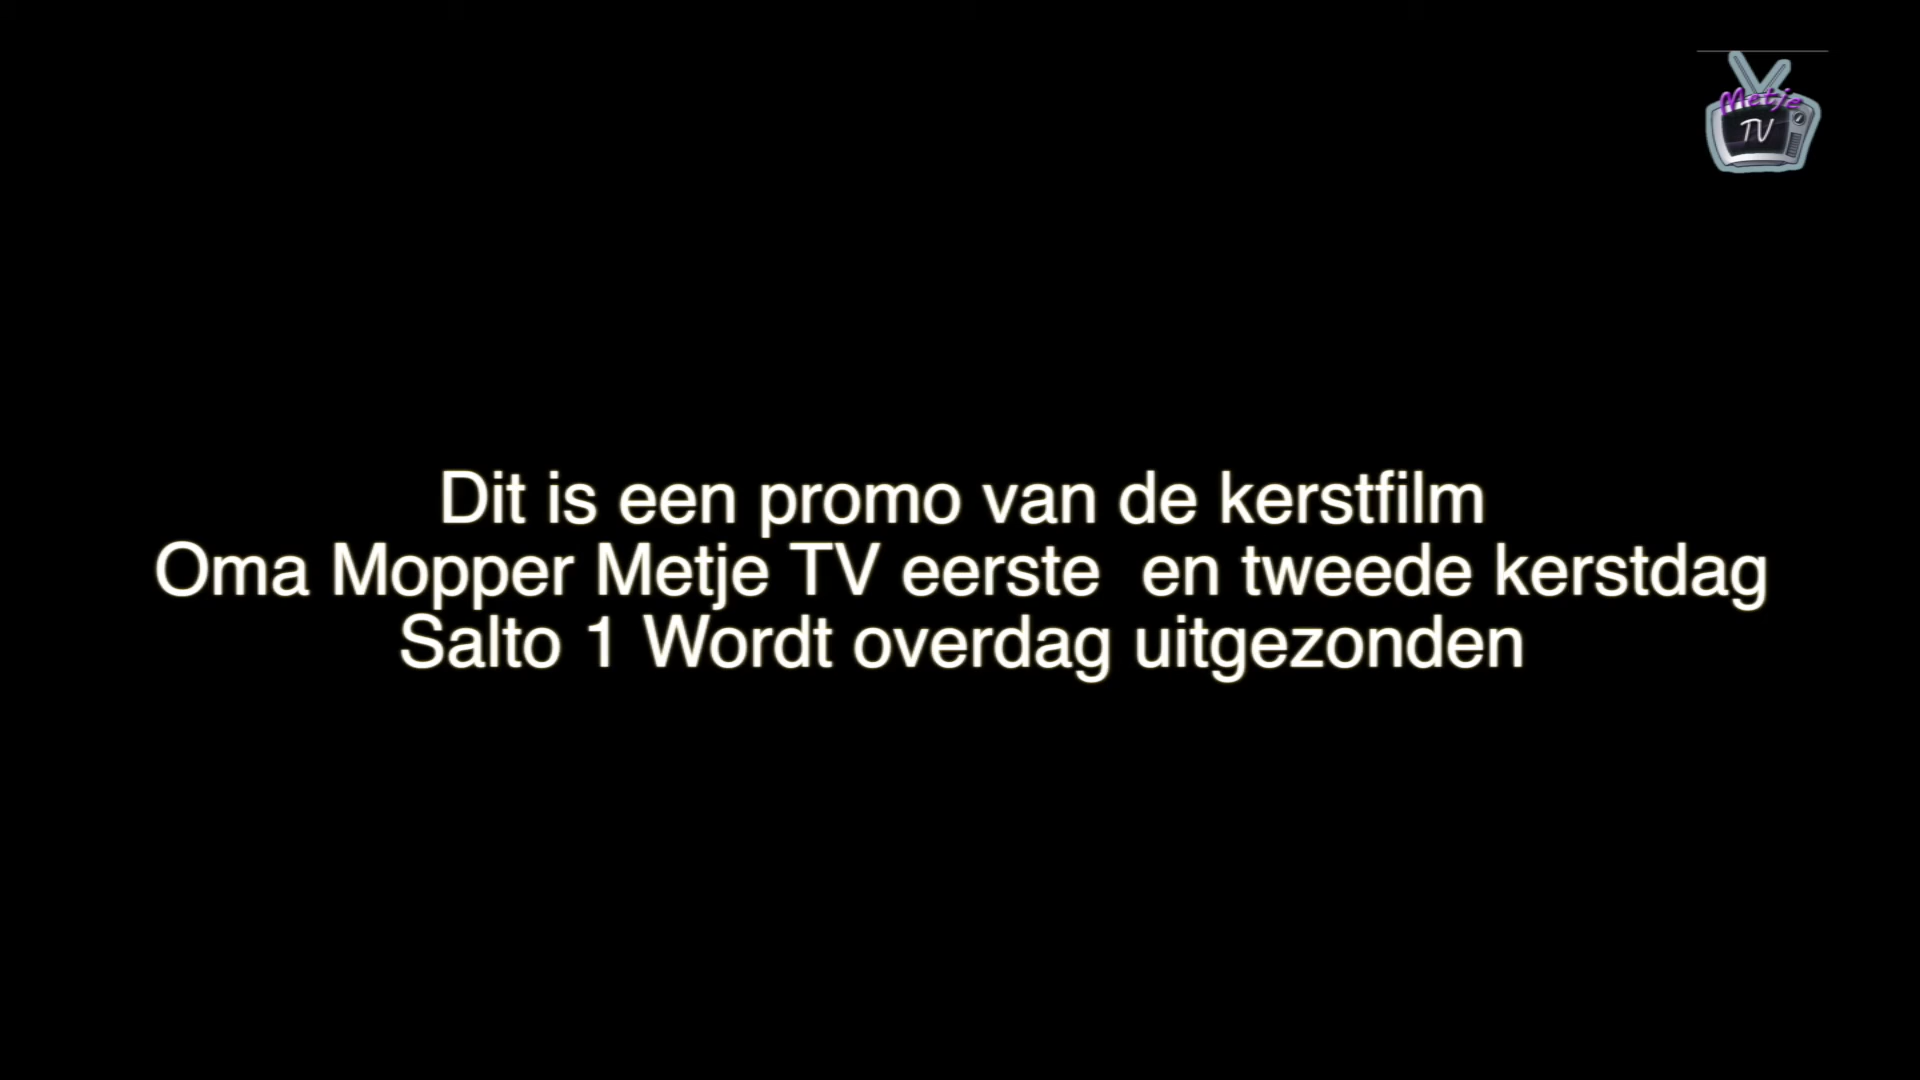 Metje
TV
Dit is een promo van de kerstfilm
Oma Mopper Metje TV eerste  en tweede kerstdag
Salto 1 Wordt overdag uitgezonden